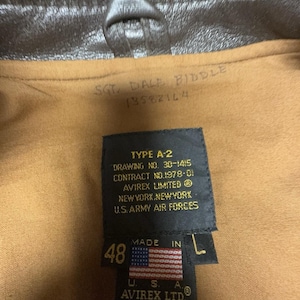 SGT. DALE BIDDLE
TYPE A-2
DRAWING NO. 30-1415
CONTRACT NO.1978-01
AVIREX LIMITED ®
NEW YORK, NEW YORK
U.S. ARMY AIR FORCES
48
MADE IN
L
U S A
AVIREX LTD®